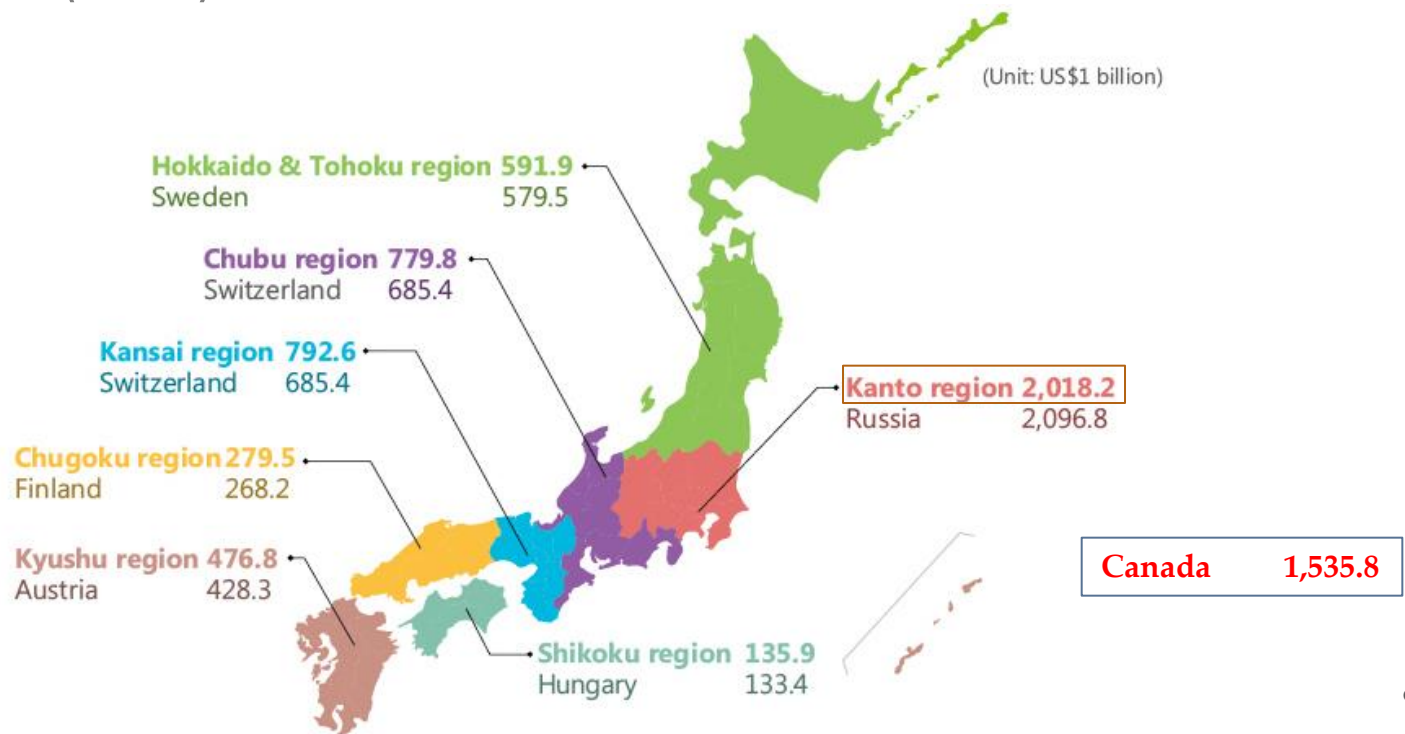 (Unit: US$1 billion)
Hokkaido & Tohoku region 591.9
Sweden 579.5
Chubu region 779.8
Switzerland 685.4
Kansai region 792.6
Switzerland 685.4
Kanto region 2,018.2
Russia 2,096.8
Chugoku region 279.5
Finland 268.2
Kyushu region 476.8
Austria 428.3
Canada 1,535.8
Shikoku region 135.9
Hungary 133.4